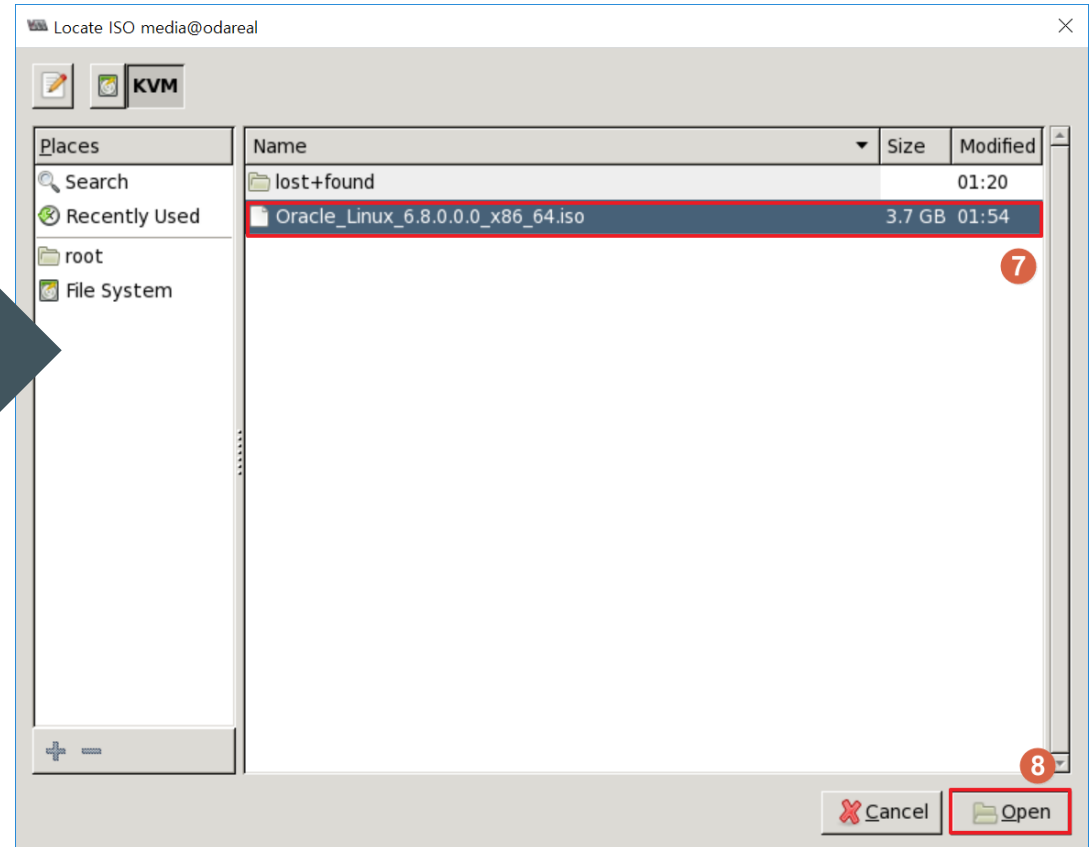 Locate ISO media@odareal
KVM
Places
Name Size Modified
Search
lost+found 01:20
Recently Used
Oracle_Linux_6.8.0.0.0_x86_64.iso 3.7 GB 01:54
root
7
File System
8
Cancel Open